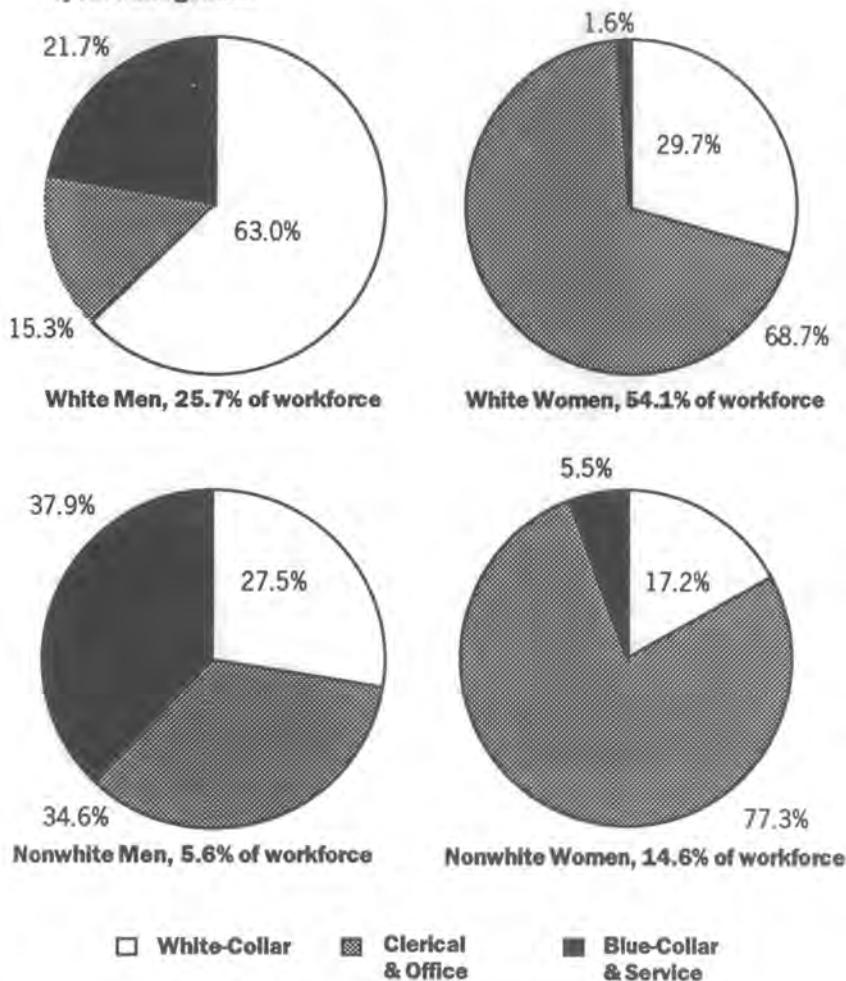 21.7%
63.0%
15.3%
White Men, 25.7% of workforce
1.6%
29.7%
68.7%
White Women, 54.1% of workforce
37.9%
27.5%
34.6%
Nonwhite Men, 5.6% of workforce
5.5%
17.2%
77.3%
Nonwhite Women, 14.6% of workforce
White-Collar
Clerical
& Office
Blue-Collar
& Service